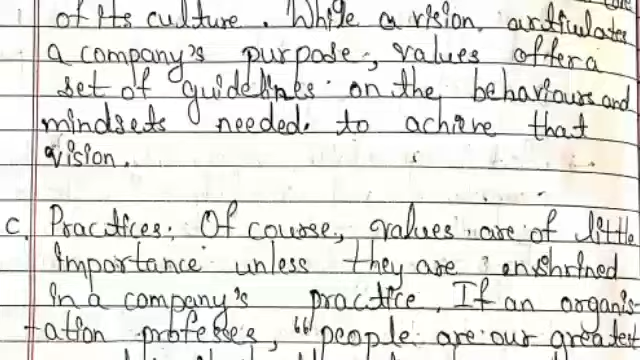 of its culture. While a vision articulates
a company's purpose, values offer a
set of guidelines on the behaviours and
mindsets needed to achieve that
vision.
c. Practices: Of course, values are of little
importance unless they are enshrined
in a company's practice. If an organis-
-ation professes, "people are our greatest